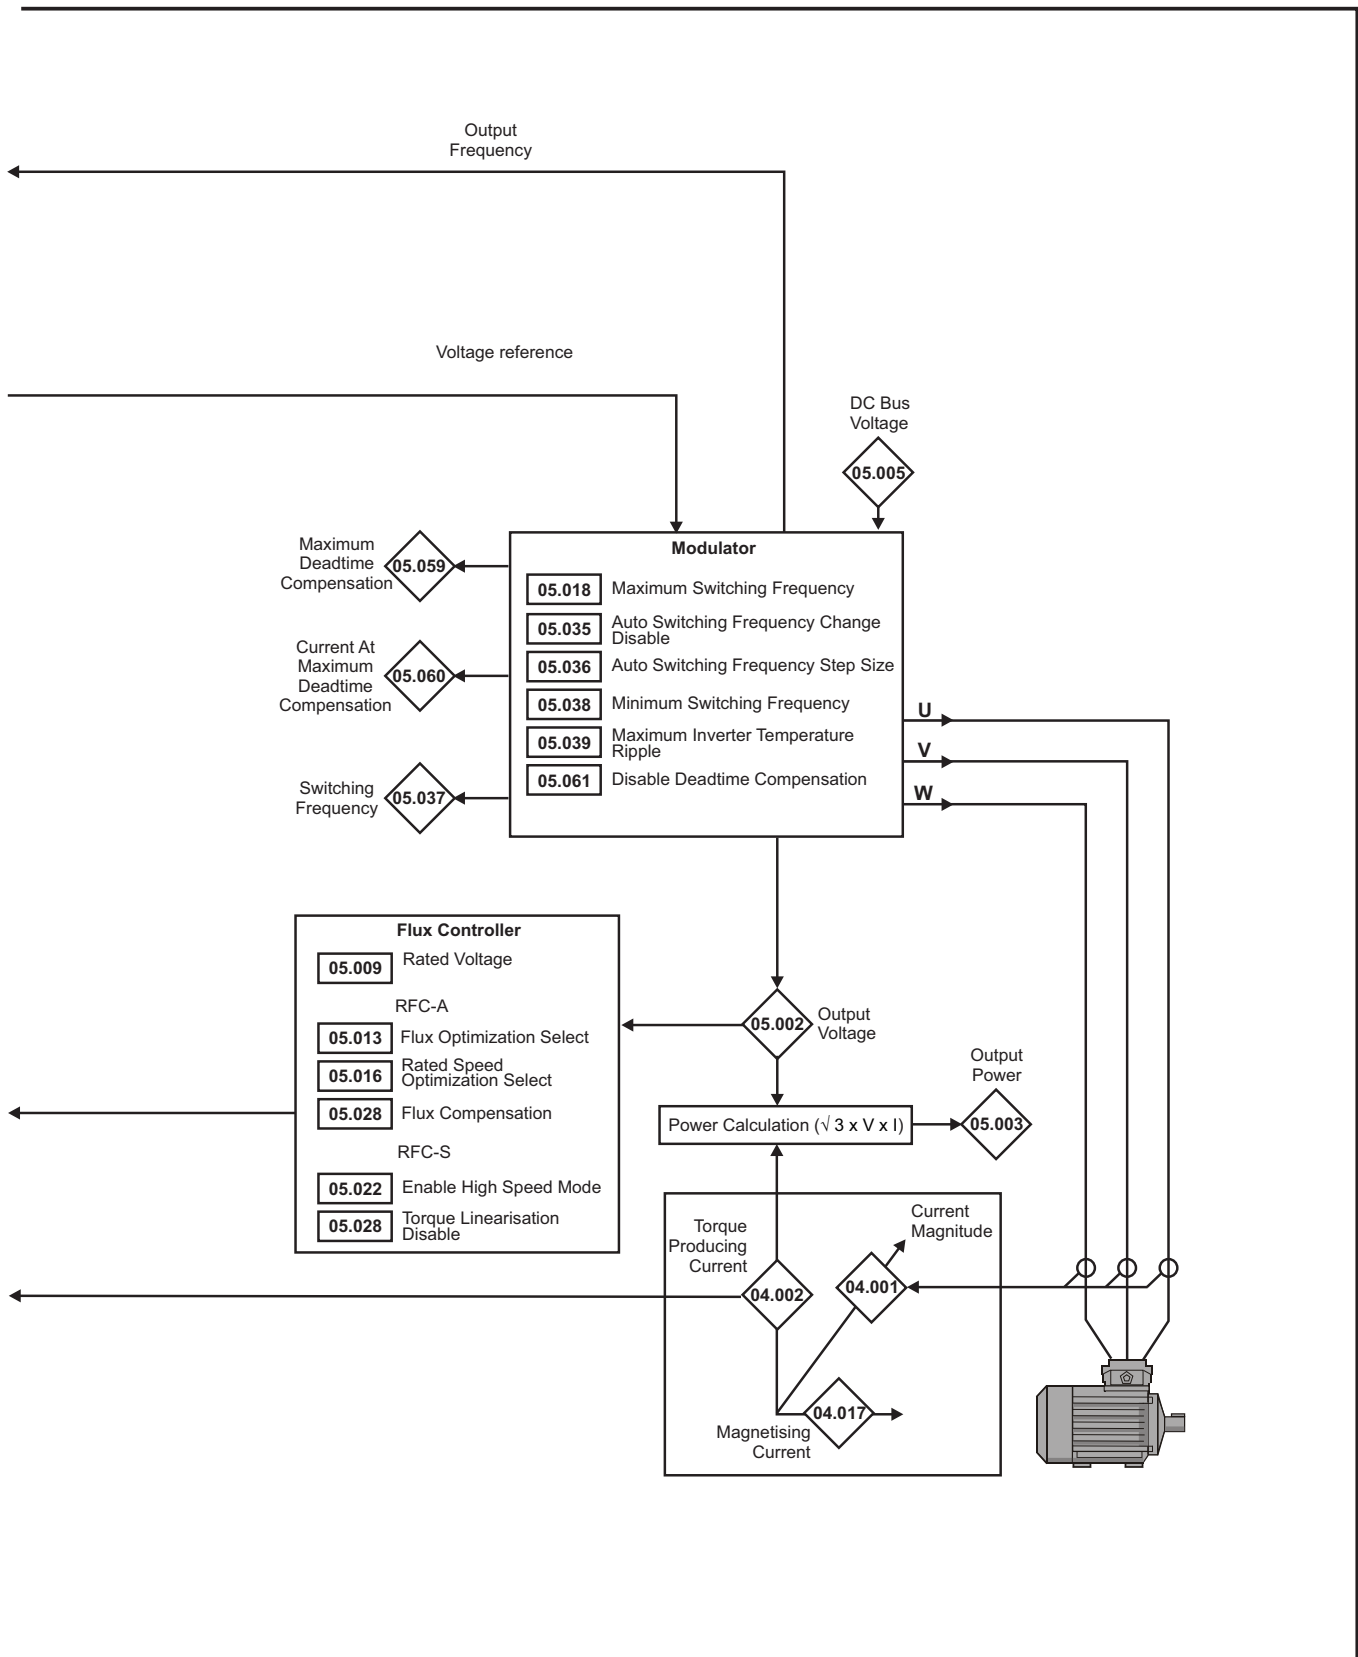 Output
Frequency
Voltage reference
DC Bus
Voltage
05.005
Maximum
Deadtime
Compensation
05.059
Current At
Maximum
Deadtime
Compensation
05.060
Switching
Frequency
05.037
Modulator
05.018 Maximum Switching Frequency
05.035 Auto Switching Frequency Change
Disable
05.036 Auto Switching Frequency Step Size
05.038 Minimum Switching Frequency
05.039 Maximum Inverter Temperature
Ripple
05.061 Disable Deadtime Compensation
U
V
W
Flux Controller
05.009 Rated Voltage
RFC-A
05.013 Flux Optimization Select
05.016 Rated Speed
Optimization Select
05.028 Flux Compensation
RFC-S
05.022 Enable High Speed Mode
05.028 Torque Linearisation
Disable
05.002
Output
Voltage
Power Calculation (√ 3 x V x I)
Output
Power
05.003
Torque
Producing
Current
04.002
Current
Magnitude
04.001
04.017
Magnetising
Current